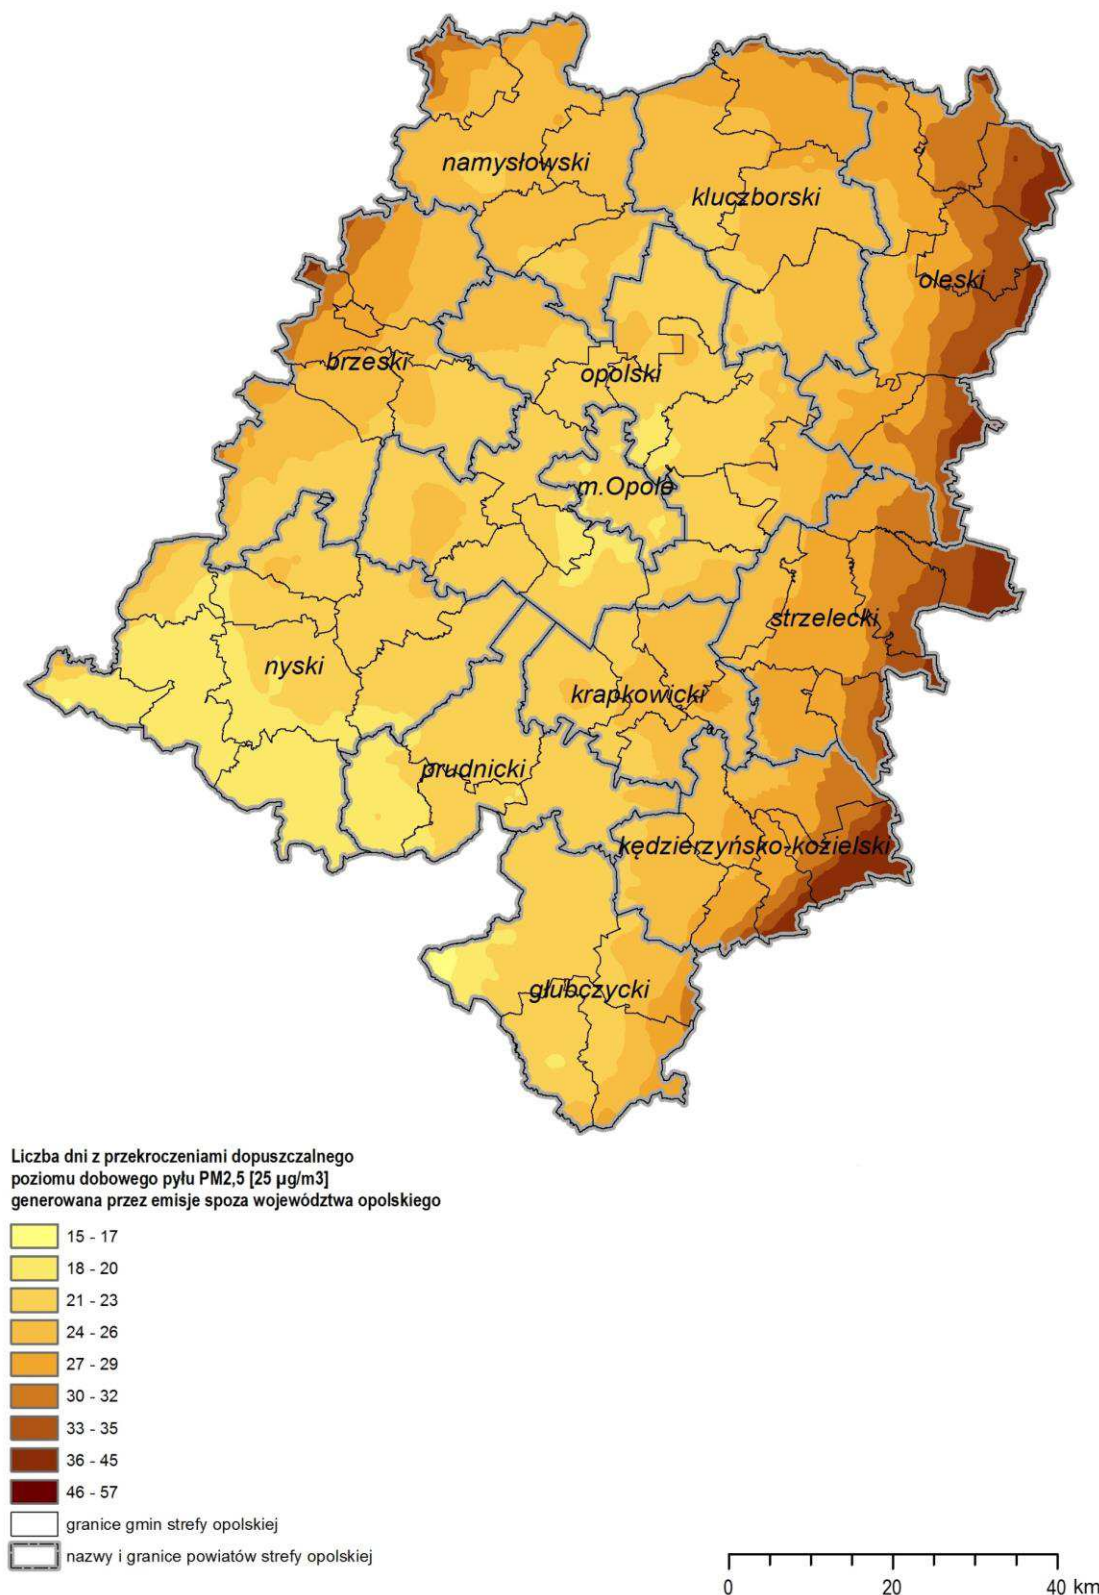 namysłowski
kluczborski
oleski
brzeski
opolski
m.Opole
strzelecki
nyski
krapkowicki
prudnicki
kędzierzyńsko-kozielski
głubczycki
Liczba dni z przekroczeniami dopuszczalnego
poziomu dobowego pyłu PM2,5 [25 µg/m3]
generowana przez emisje spoza województwa opolskiego
15 - 17
18 - 20
21 - 23
24 - 26
27 - 29
30 - 32
33 - 35
36 - 45
46 - 57
granice gmin strefy opolskiej
nazwy i granice powiatów strefy opolskiej
0 20 40 km